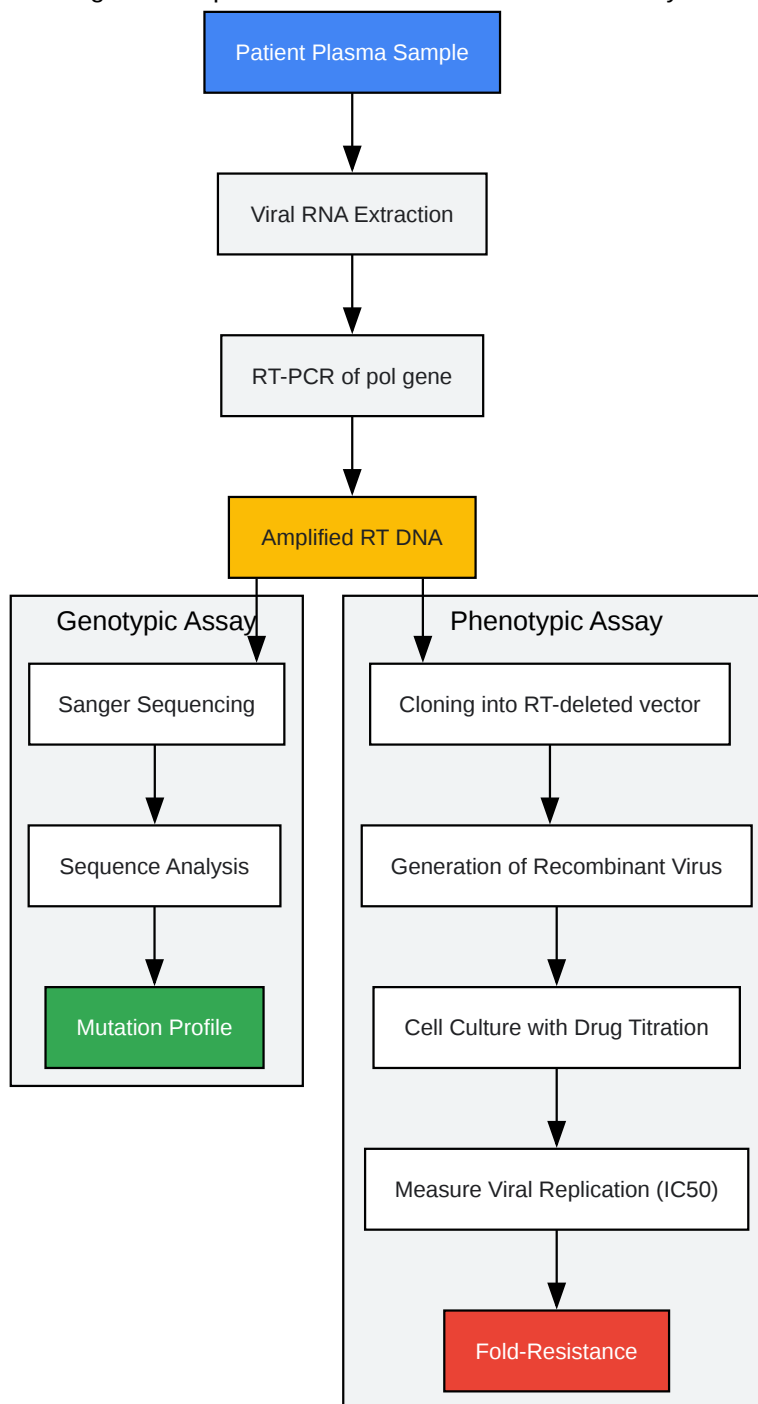 Patient Plasma Sample
Viral RNA Extraction
RT-PCR of pol gene
Amplified RT DNA
Genotypic Assay
Sanger Sequencing
Sequence Analysis
Mutation Profile
Phenotypic Assay
Cloning into RT-deleted vector
Generation of Recombinant Virus
Cell Culture with Drug Titration
Measure Viral Replication (IC50)
Fold-Resistance